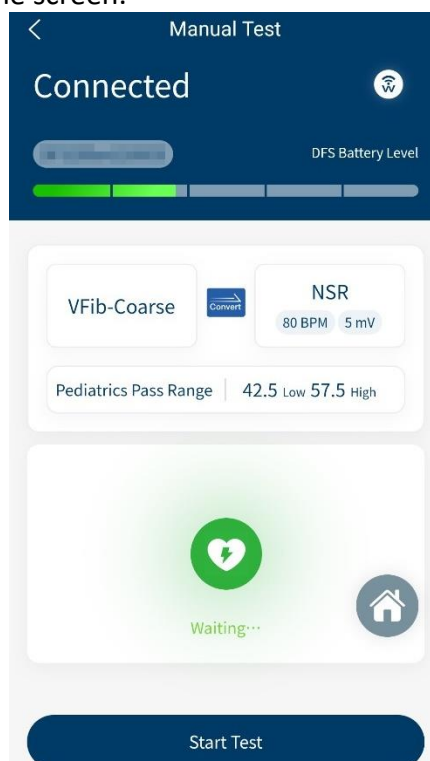 Manual Test
Connected
DFS Battery Level
VFib-Coarse
Convert
NSR
80 BPM 5 mV
Pediatrics Pass Range 42.5 Low 57.5 High
Waiting···
Start Test